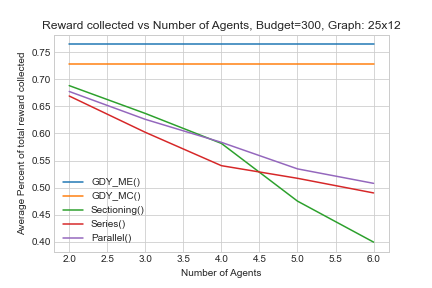 Reward collected vs Number of Agents, Budget=300, Graph: 25x12
Average Percent of total reward collected
0.75
0.70
0.65
0.60
0.55
0.50
0.45
0.40
GDY_ME()
GDY_MC()
Sectioning()
Series()
Parallel()
2.0 2.5 3.0 3.5 4.0 4.5 5.0 5.5 6.0
Number of Agents